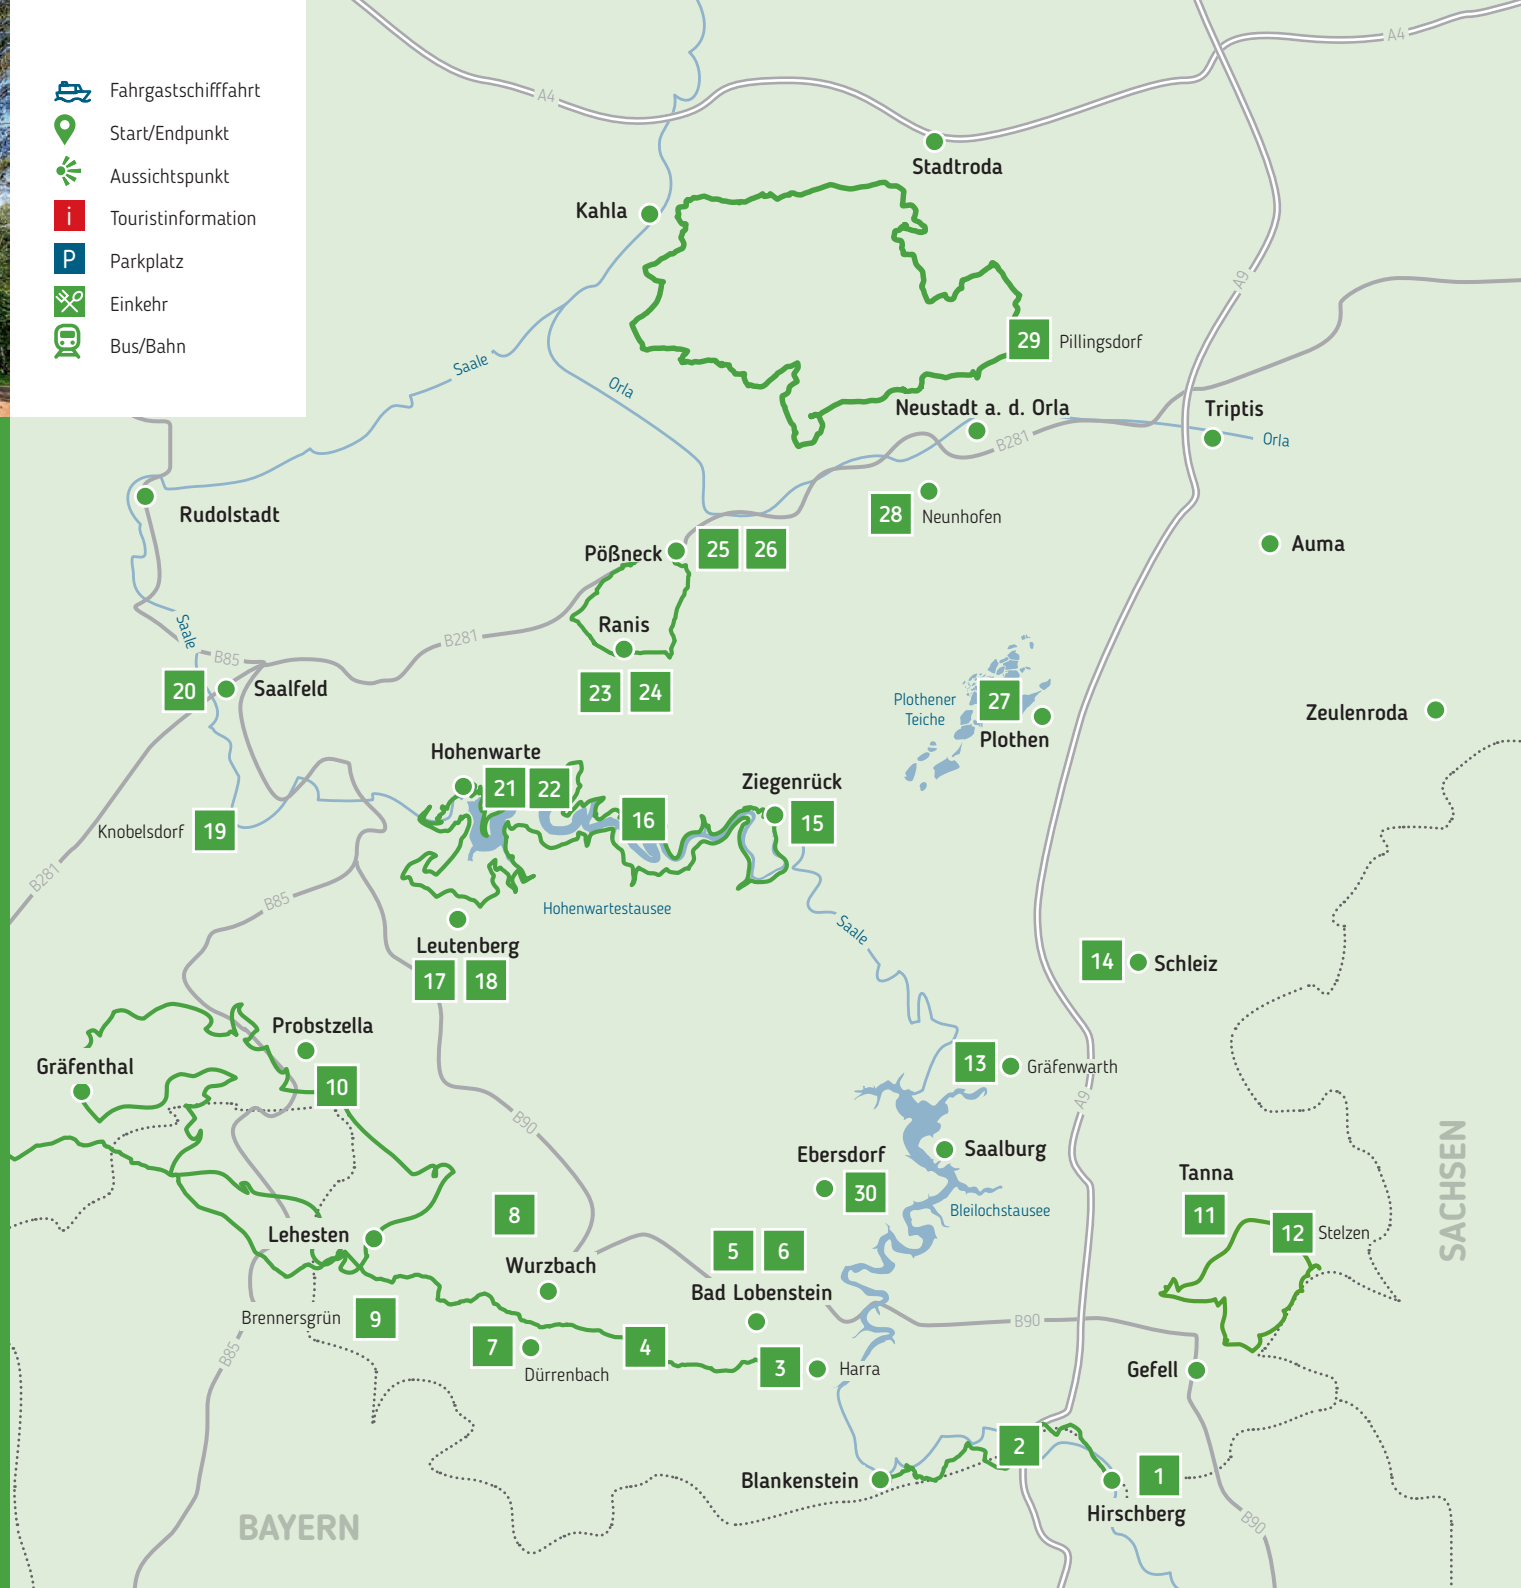 Fahrgastschifffahrt
Start/Endpunkt
Aussichtspunkt
i
Touristinformation
P
Parkplatz
Einkehr
Bus/Bahn
A4
A4
Stadtroda
Kahla
A9
29
Pillingsdorf
Saale
Orla
Neustadt a. d. Orla
Triptis
B281
Orla
Rudolstadt
28
Neunhofen
Pößneck
25
26
Auma
Ranis
Saale
B281
B85
20
Saalfeld
23
24
Plothener
Teiche
27
Plothen
Zeulenroda
Hohenwarte
21
22
16
Ziegenrück
15
Knobelsdorf
19
B281
B85
Hohenwartestausee
Saale
Leutenberg
17
18
14
Schleiz
Probstzella
Gräfenthal
10
13
Gräfenwarth
A9
B90
Saalburg
Ebersdorf
30
Bleilochstausee
Tanna
11
12
Stelzen
SACHSEN
8
Lehesten
Wurzbach
5
6
Bad Lobenstein
Brennersgrün
9
B90
B85
7
Dürrenbach
4
3
Harra
Gefell
2
Blankenstein
1
Hirschberg
BAYERN
B90